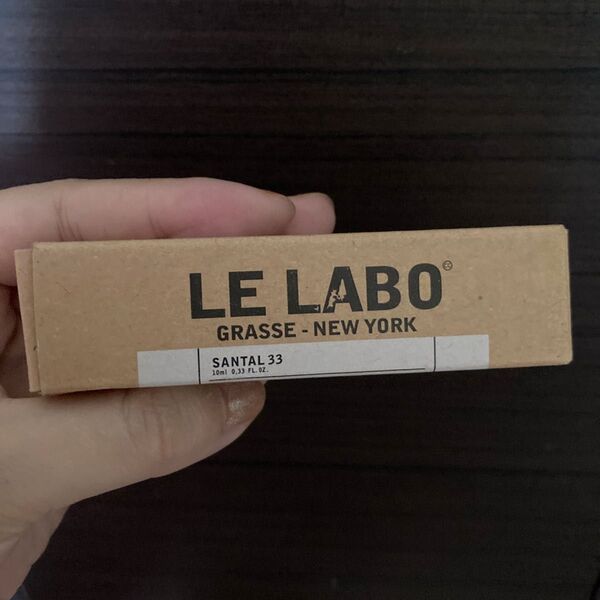 LE LABO©
GRASSE - NEW YORK
SANTAL 33
10ml 0.33 FL.OZ.